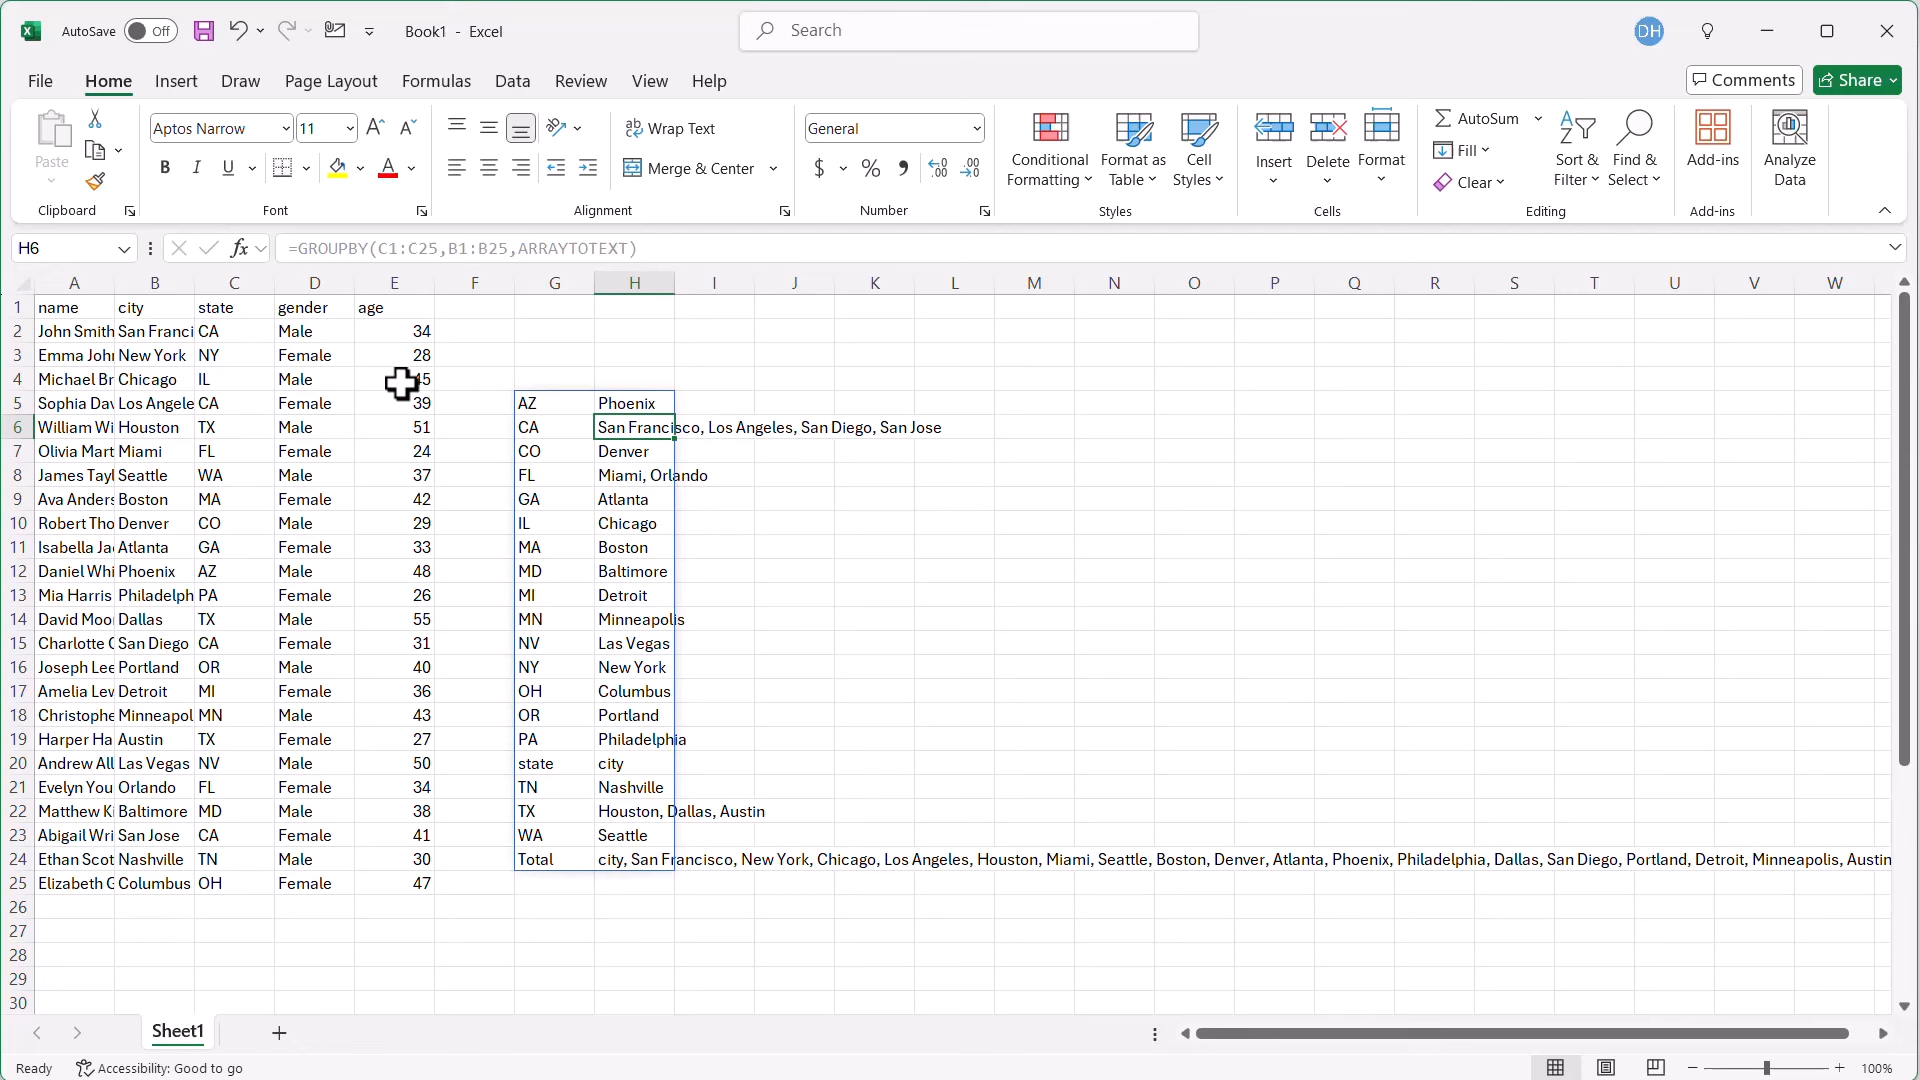 AutoSave Off Book1 - Excel Search DH
File Home Insert Draw Page Layout Formulas Data Review View Help Comments Share
Paste Aptos Narrow 11 Wrap Text General Conditional Formatting Format as Table Cell Styles Insert Delete Format AutoSum Fill Clear Sort & Filter Find & Select Add-ins Analyze Data
B I U A Merge & Center $ % 9 .00
Clipboard Font Alignment Number Styles Cells Editing Add-ins
H6 fx =GROUPBY(C1:C25,B1:B25,ARRAYTOTEXT)
A B C D E F G H I J K L M N O P Q R S T U V W
1 name city state gender age
2 John Smith San Franci CA Male 34
3 Emma Joh New York NY Female 28
4 Michael Br Chicago IL Male 45
5 Sophia Dav Los Angele CA Female 39 AZ Phoenix
6 William Wi Houston TX Male 51 CA San Francisco, Los Angeles, San Diego, San Jose
7 Olivia Mart Miami FL Female 24 CO Denver
8 James Tayl Seattle WA Male 37 FL Miami, Orlando
9 Ava Anders Boston MA Female 42 GA Atlanta
10 Robert Tho Denver CO Male 29 IL Chicago
11 Isabella Ja Atlanta GA Female 33 MA Boston
12 Daniel Whi Phoenix AZ Male 48 MD Baltimore
13 Mia Harris Philadelph PA Female 26 MI Detroit
14 David Moo Dallas TX Male 55 MN Minneapolis
15 Charlotte San Diego CA Female 31 NV Las Vegas
16 Joseph Lee Portland OR Male 40 NY New York
17 Amelia Lew Detroit MI Female 36 OH Columbus
18 Christophe Minneapol MN Male 43 OR Portland
19 Harper Ha Austin TX Female 27 PA Philadelphia
20 Andrew All Las Vegas NV Male 50 state city
21 Evelyn You Orlando FL Female 34 TN Nashville
22 Matthew Ki Baltimore MD Male 38 TX Houston, Dallas, Austin
23 Abigail Wri San Jose CA Female 41 WA Seattle
24 Ethan Scot Nashville TN Male 30 Total city, San Francisco, New York, Chicago, Los Angeles, Houston, Miami, Seattle, Boston, Denver, Atlanta, Phoenix, Philadelphia, Dallas, San Diego, Portland, Detroit, Minneapolis, Austin
25 Elizabeth G Columbus OH Female 47
26
27
28
29
30
Sheet1
Ready Accessibility: Good to go 100%